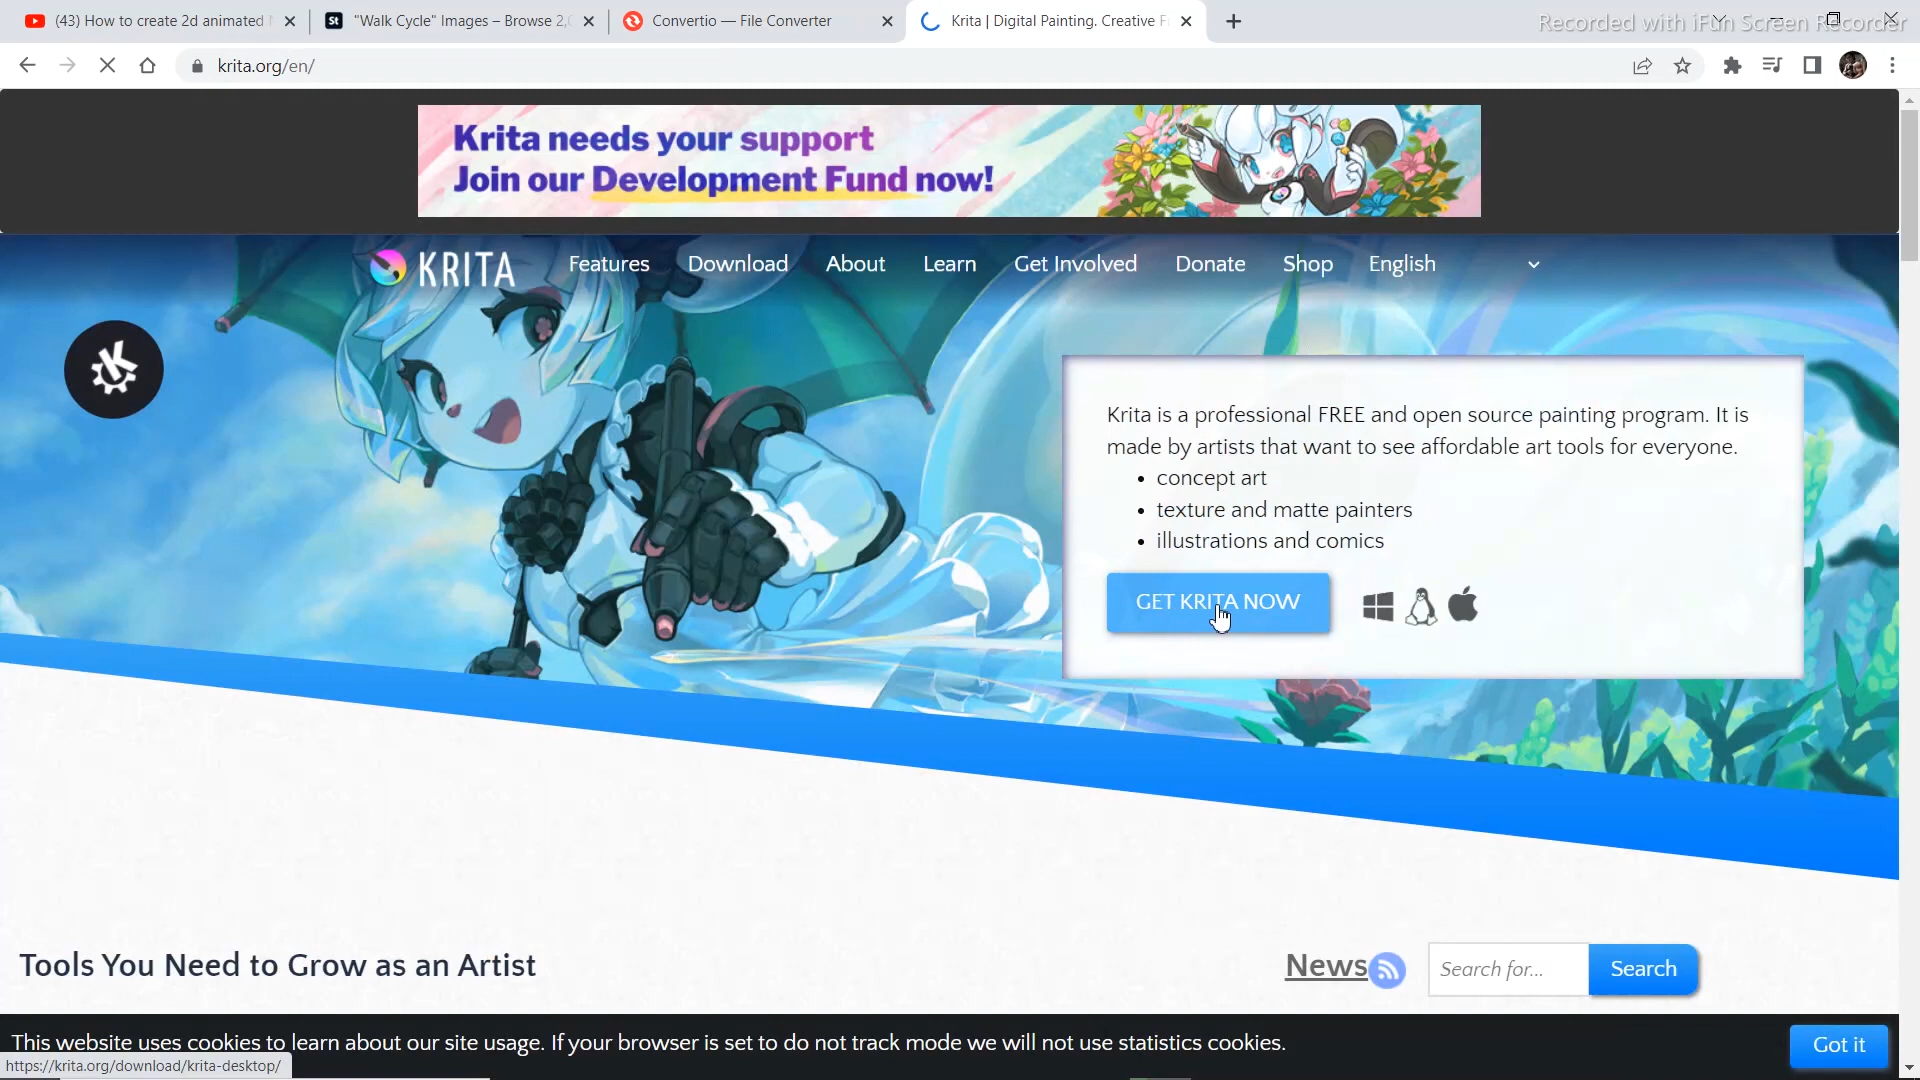 (43) How to create 2d animated
"Walk Cycle" Images – Browse 2,0
Convertio — File Converter
Krita | Digital Painting. Creative F
Recorded with iFun Screen Recorder
krita.org/en/
Krita needs your support
Join our Development Fund now!
KRITA
Features
Download
About
Learn
Get Involved
Donate
Shop
English
Krita is a professional FREE and open source painting program. It is
made by artists that want to see affordable art tools for everyone.
• concept art
• texture and matte painters
• illustrations and comics
GET KRITA NOW
Tools You Need to Grow as an Artist
News
Search for...
Search
This website uses cookies to learn about our site usage. If your browser is set to do not track mode we will not use statistics cookies.
Got it
https://krita.org/download/krita-desktop/